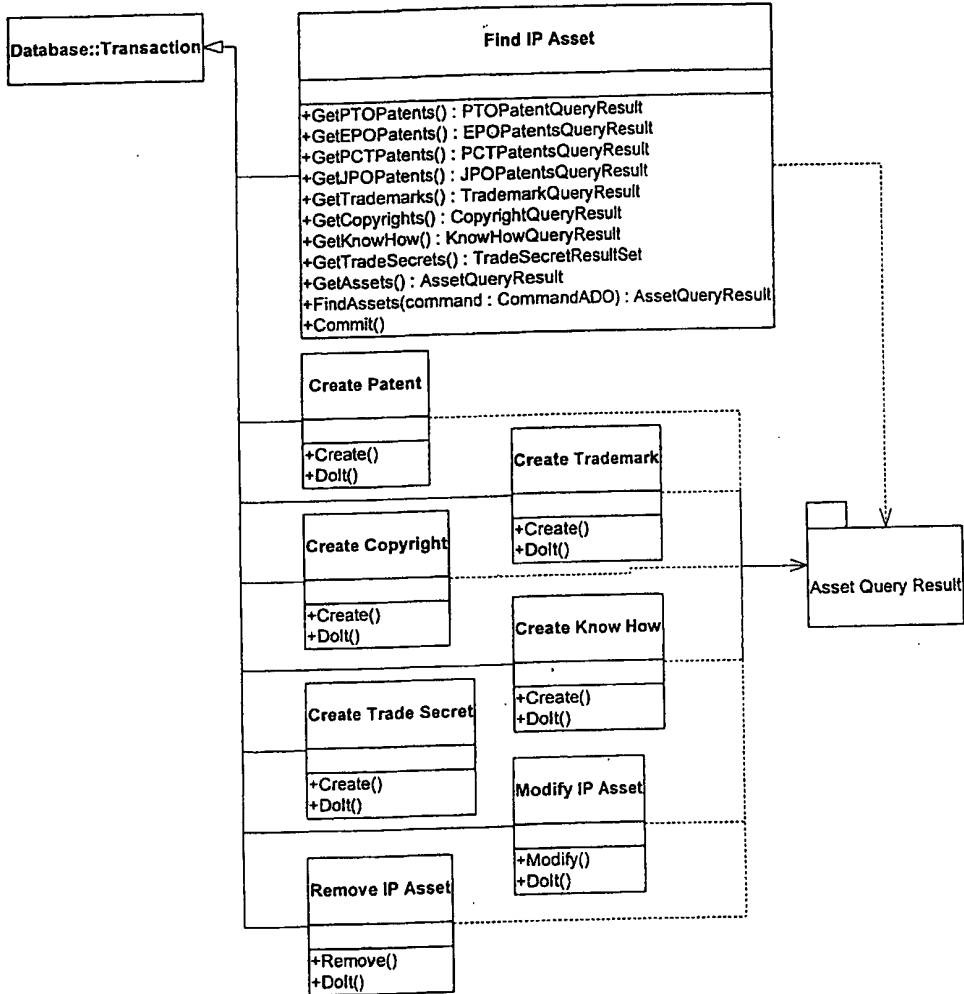 Database::Transaction
Find IP Asset
+GetPTOPatents() : PTOPatentQueryResult
+GetEPOPatents() : EPOPatentsQueryResult
+GetPCTPatents() : PCTPatentsQueryResult
+GetJPOPatents() : JPOPatentsQueryResult
+GetTrademarks() : TrademarkQueryResult
+GetCopyrights() : CopyrightQueryResult
+GetKnowHow() : KnowHowQueryResult
+GetTradeSecrets() : TradeSecretResultSet
+GetAssets() : AssetQueryResult
+FindAssets(command : CommandADO) : AssetQueryResult
+Commit()
Create Patent
+Create()
+DoIt()
Create Trademark
+Create()
+DoIt()
Create Copyright
+Create()
+DoIt()
Asset Query Result
Create Know How
+Create()
+DoIt()
Create Trade Secret
+Create()
+DoIt()
Modify IP Asset
+Modify()
+DoIt()
Remove IP Asset
+Remove()
+DoIt()